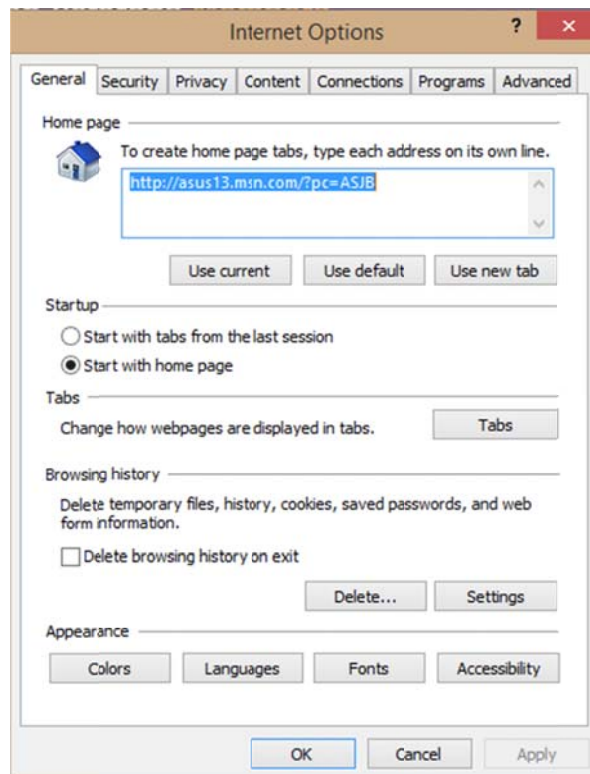 Internet Options
?
General Security Privacy Content Connections Programs Advanced
Home page
To create home page tabs, type each address on its own line.
http://asus13.msn.com/?pc=ASJB
Use current Use default Use new tab
Startup
Start with tabs from the last session
Start with home page
Tabs
Change how webpages are displayed in tabs. Tabs
Browsing history
Delete temporary files, history, cookies, saved passwords, and web
form information.
Delete browsing history on exit
Delete... Settings
Appearance
Colors Languages Fonts Accessibility
OK Cancel Apply